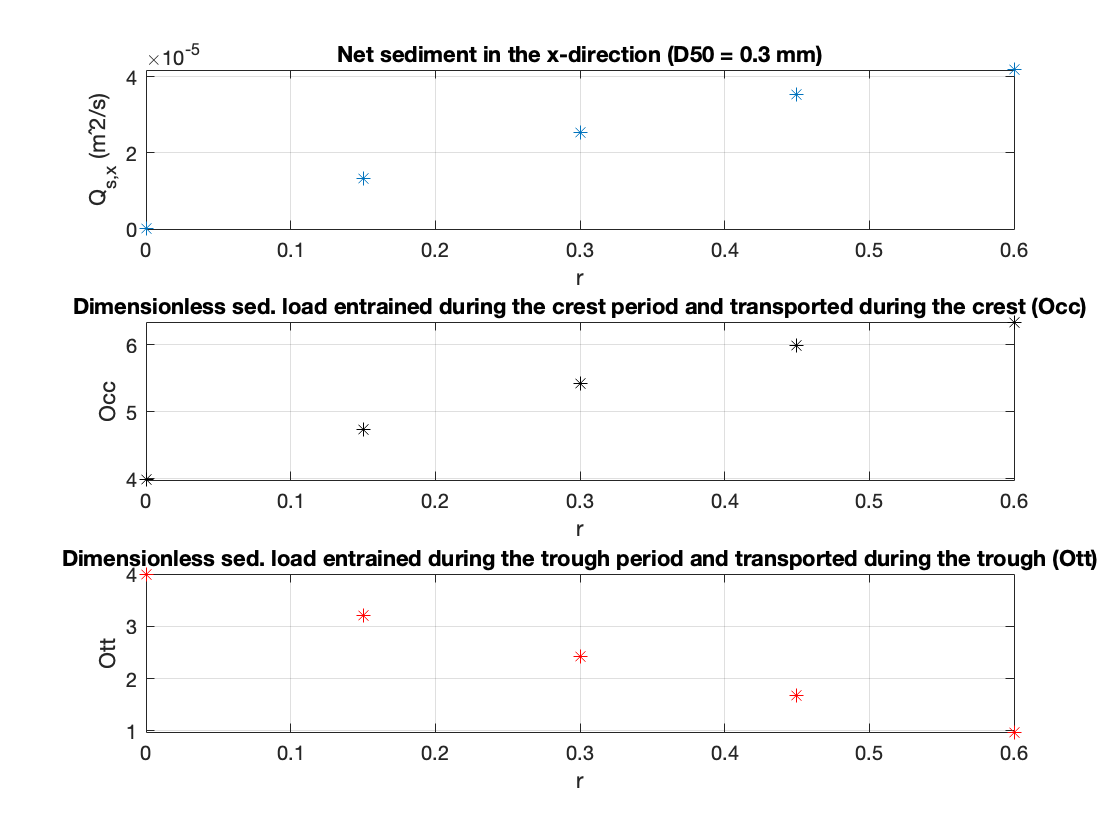 Net sediment in the x-direction (D50 = 0.3 mm)
×10^-5
4
2
0
Q_s,x (m^2/s)
0 0.1 0.2 0.3 0.4 0.5 0.6
r
Dimensionless sed. load entrained during the crest period and transported during the crest (Occ)
6
5
4
Occ
0 0.1 0.2 0.3 0.4 0.5 0.6
r
Dimensionless sed. load entrained during the trough period and transported during the trough (Ott)
4
3
2
1
Ott
0 0.1 0.2 0.3 0.4 0.5 0.6
r